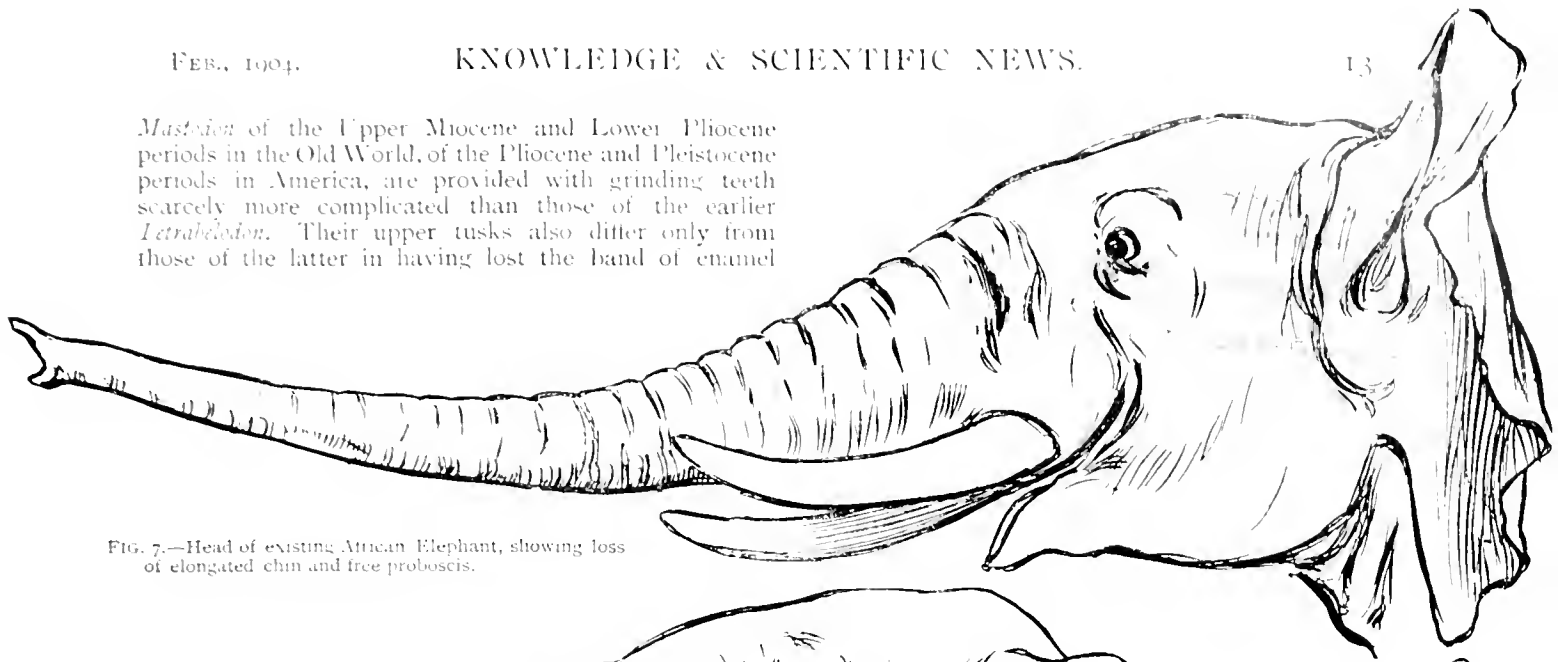 FEB., 1904. KNOWLEDGE & SCIENTIFIC NEWS. 13
Mastodon of the Upper Miocene and Lower Pliocene
periods in the Old World, of the Pliocene and Pleistocene
periods in America, are provided with grinding teeth
scarcely more complicated than those of the earlier
Tetrabelodon. Their upper tusks also differ only from
those of the latter in having lost the band of enamel
FIG. 7.—Head of existing African Elephant, showing loss
of elongated chin and free proboscis.